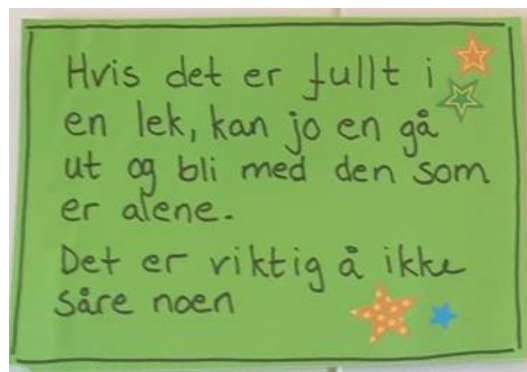 Hvis det er fullt i
en lek, kan jo en gå
ut og bli med den som
er alene.
Det er viktig å ikke
såre noen